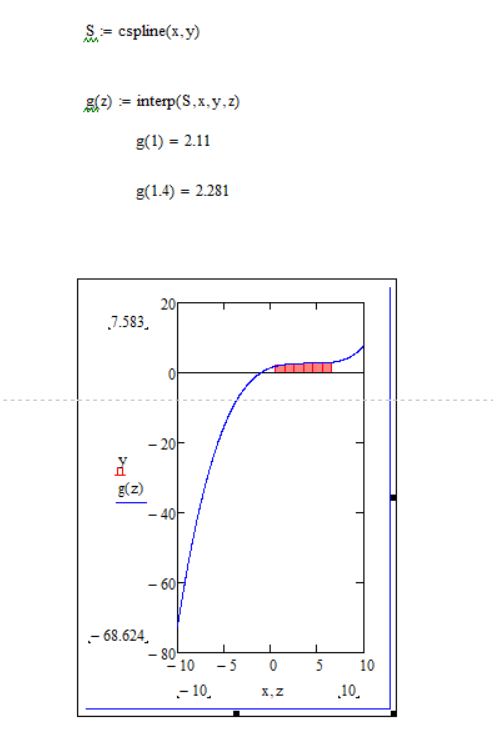 S := cspline(x,y)
g(z) := interp(S,x,y,z)
g(1) = 2.11
g(1.4) = 2.281
20
7.583
0
− 20
y
g(z)
− 40
− 60
− 68.624
− 80
− 10 − 5 0 5 10
− 10 x,z 10